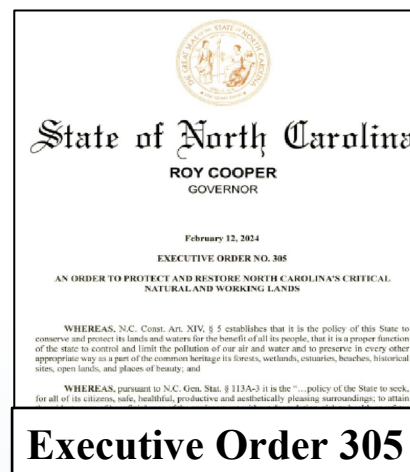 State of North Carolina
ROY COOPER
GOVERNOR
February 12, 2024
EXECUTIVE ORDER NO. 305
AN ORDER TO PROTECT AND RESTORE NORTH CAROLINA'S CRITICAL
NATURAL AND WORKING LANDS
WHEREAS, N.C. Const. Art. XIV, § 5 establishes that it is the policy of this State to
conserve and protect its lands and waters for the benefit of all its people, that it is a proper function
of the state to control and limit the pollution of our air and water and to preserve in every other
appropriate way as a part of the common heritage its forests, wetlands, estuaries, beaches, historical
sites, open lands, and places of beauty; and
WHEREAS, pursuant to N.C. Gen. Stat. § 113A-3 it is the "…policy of the State to seek,
for all of its citizens, safe, healthful, productive and aesthetically pleasing surroundings; to attain
Executive Order 305